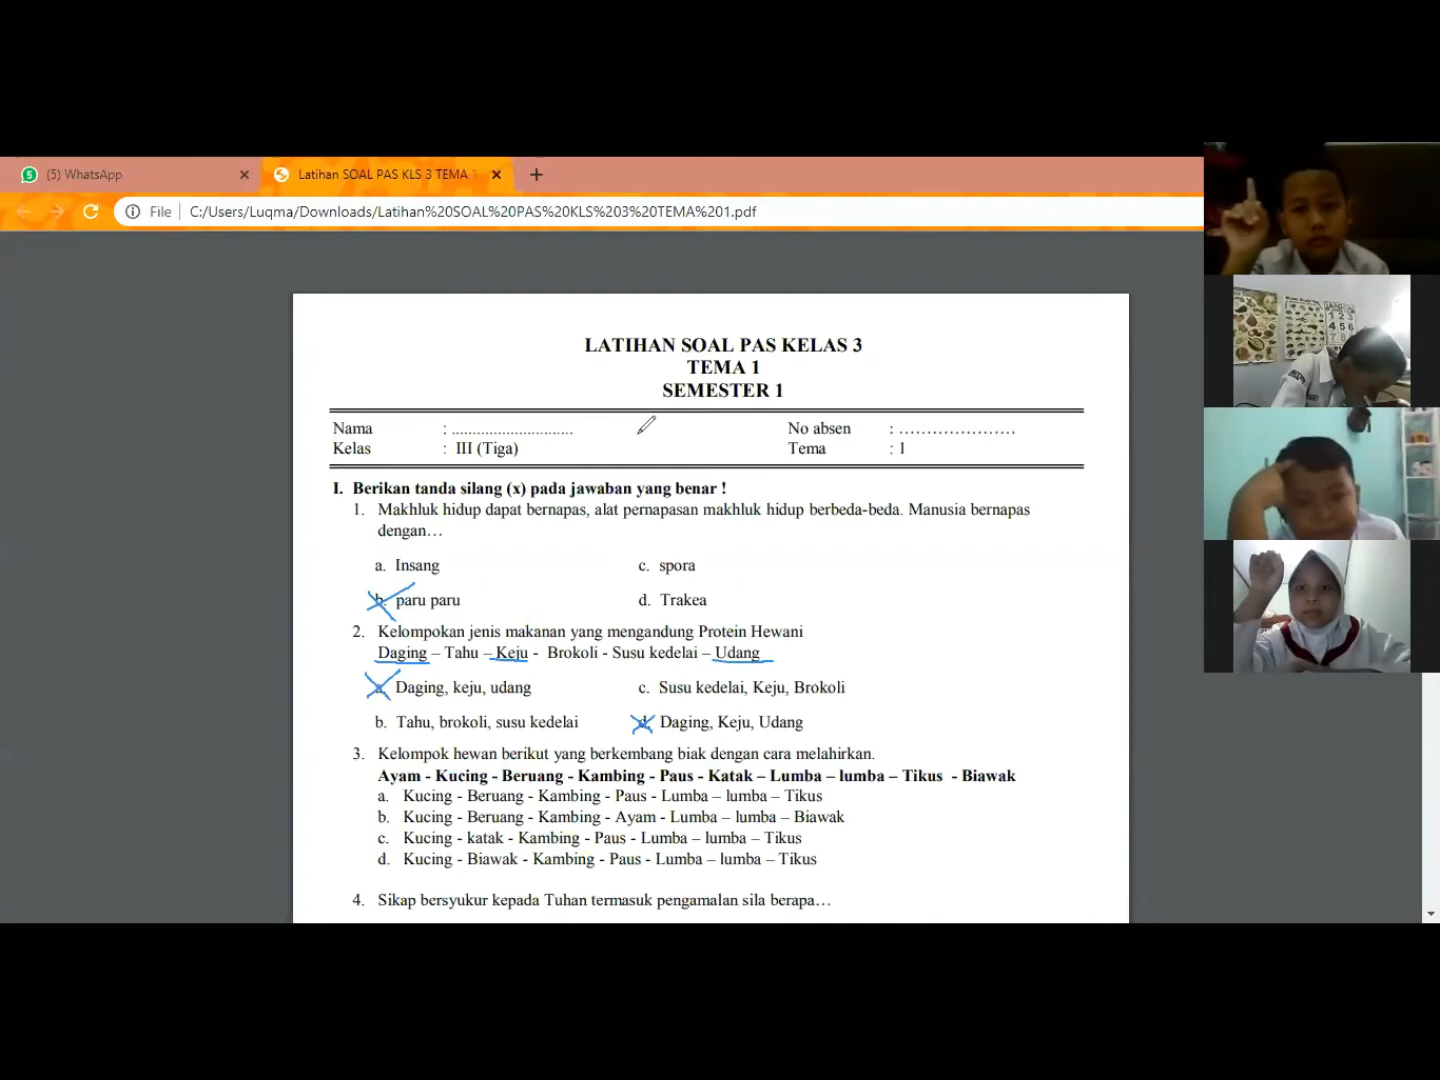 (5) WhatsApp
Latihan SOAL PAS KLS 3 TEMA
File C:/Users/Luqma/Downloads/Latihan%20SOAL%20PAS%20KLS%203%20TEMA%201.pdf
LATIHAN SOAL PAS KELAS 3
TEMA 1
SEMESTER 1
Nama : ............................. No absen : .....................
Kelas : III (Tiga) Tema : 1
I. Berikan tanda silang (x) pada jawaban yang benar !
1. Makhluk hidup dapat bernapas, alat pernapasan makhluk hidup berbeda-beda. Manusia bernapas
dengan…
a. Insang c. spora
b. paru paru d. Trakea
2. Kelompokan jenis makanan yang mengandung Protein Hewani
Daging – Tahu – Keju - Brokoli - Susu kedelai – Udang
a. Daging, keju, udang c. Susu kedelai, Keju, Brokoli
b. Tahu, brokoli, susu kedelai d. Daging, Keju, Udang
3. Kelompok hewan berikut yang berkembang biak dengan cara melahirkan.
Ayam - Kucing - Beruang - Kambing - Paus - Katak – Lumba – lumba – Tikus - Biawak
a. Kucing - Beruang - Kambing - Paus - Lumba – lumba – Tikus
b. Kucing - Beruang - Kambing - Ayam - Lumba – lumba – Biawak
c. Kucing - katak - Kambing - Paus - Lumba – lumba – Tikus
d. Kucing - Biawak - Kambing - Paus - Lumba – lumba – Tikus
4. Sikap bersyukur kepada Tuhan termasuk pengamalan sila berapa…
1 2 3
4 5 6